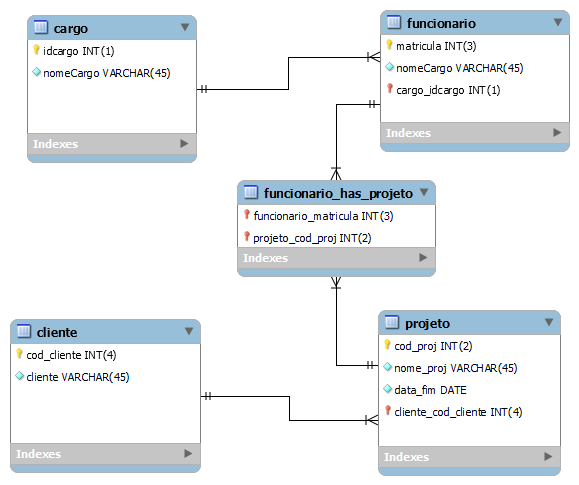 cargo
idcargo INT(1)
nomeCargo VARCHAR(45)
Indexes
funcionario
matricula INT(3)
nomeCargo VARCHAR(45)
cargo_idcargo INT(1)
Indexes
funcionario_has_projeto
funcionario_matricula INT(3)
projeto_cod_proj INT(2)
Indexes
cliente
cod_cliente INT(4)
cliente VARCHAR(45)
Indexes
projeto
cod_proj INT(2)
nome_proj VARCHAR(45)
data_fim DATE
cliente_cod_cliente INT(4)
Indexes